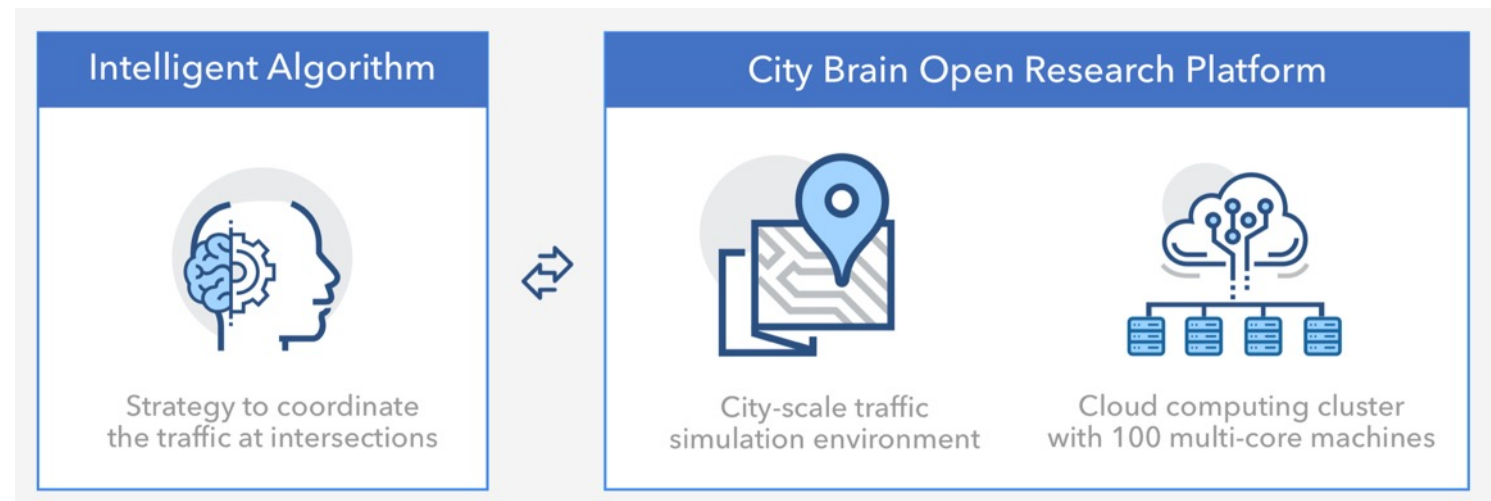 Intelligent Algorithm
City Brain Open Research Platform
Strategy to coordinate
the traffic at intersections
City-scale traffic
simulation environment
Cloud computing cluster
with 100 multi-core machines